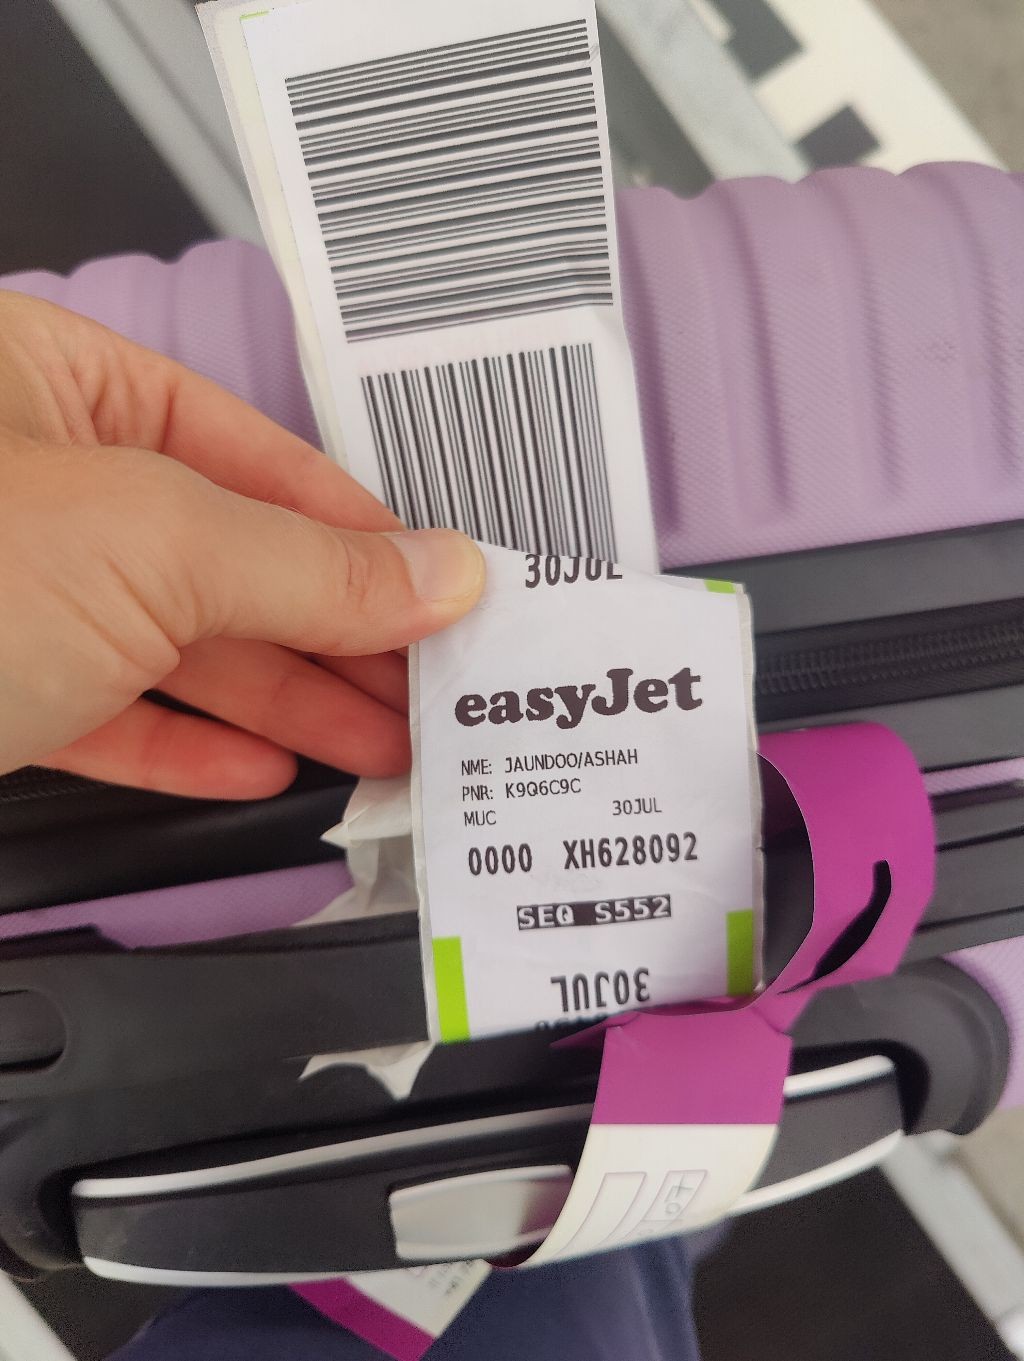 30JUL
easyJet
NME: JAUNDOO/ASHAH
PNR: K9Q6C9C
MUC 30JUL
0000 XH628092
SEQ S552
30JUL